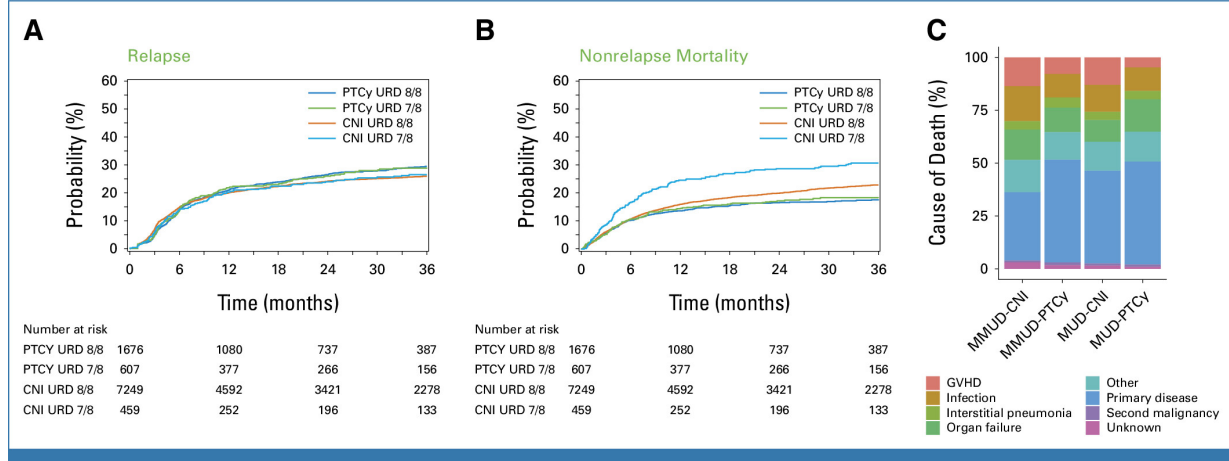 A
Relapse
Probability (%)
60
50
40
30
20
10
0
PTCy URD 8/8
PTCy URD 7/8
CNI URD 8/8
CNI URD 7/8
0 6 12 18 24 30 36
Time (months)
Number at risk
PTCY URD 8/8 1676 1080 737 387
PTCY URD 7/8 607 377 266 156
CNI URD 8/8 7249 4592 3421 2278
CNI URD 7/8 459 252 196 133
B
Nonrelapse Mortality
Probability (%)
60
50
40
30
20
10
0
PTCy URD 8/8
PTCy URD 7/8
CNI URD 8/8
CNI URD 7/8
0 6 12 18 24 30 36
Time (months)
Number at risk
PTCY URD 8/8 1676 1080 737 387
PTCY URD 7/8 607 377 266 156
CNI URD 8/8 7249 4592 3421 2278
CNI URD 7/8 459 252 196 133
C
Cause of Death (%)
100
75
50
25
0
MMUD-CNI
MMUD-PTCy
MUD-CNI
MUD-PTCy
GVHD
Infection
Interstitial pneumonia
Organ failure
Other
Primary disease
Second malignancy
Unknown